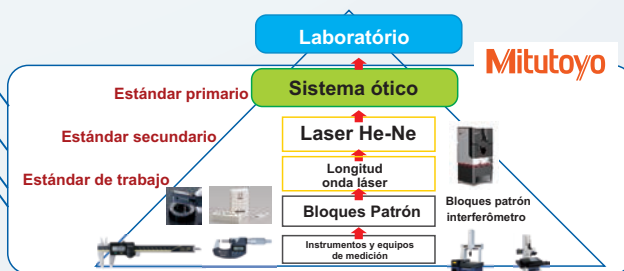 Laboratório
Mitutoyo
Estándar primario
Sistema ótico
Estándar secundario
Laser He-Ne
Estándar de trabajo
Longitud
onda láser
Bloques patrón
interferômetro
Bloques Patrón
Instrumentos y equipos
de medición